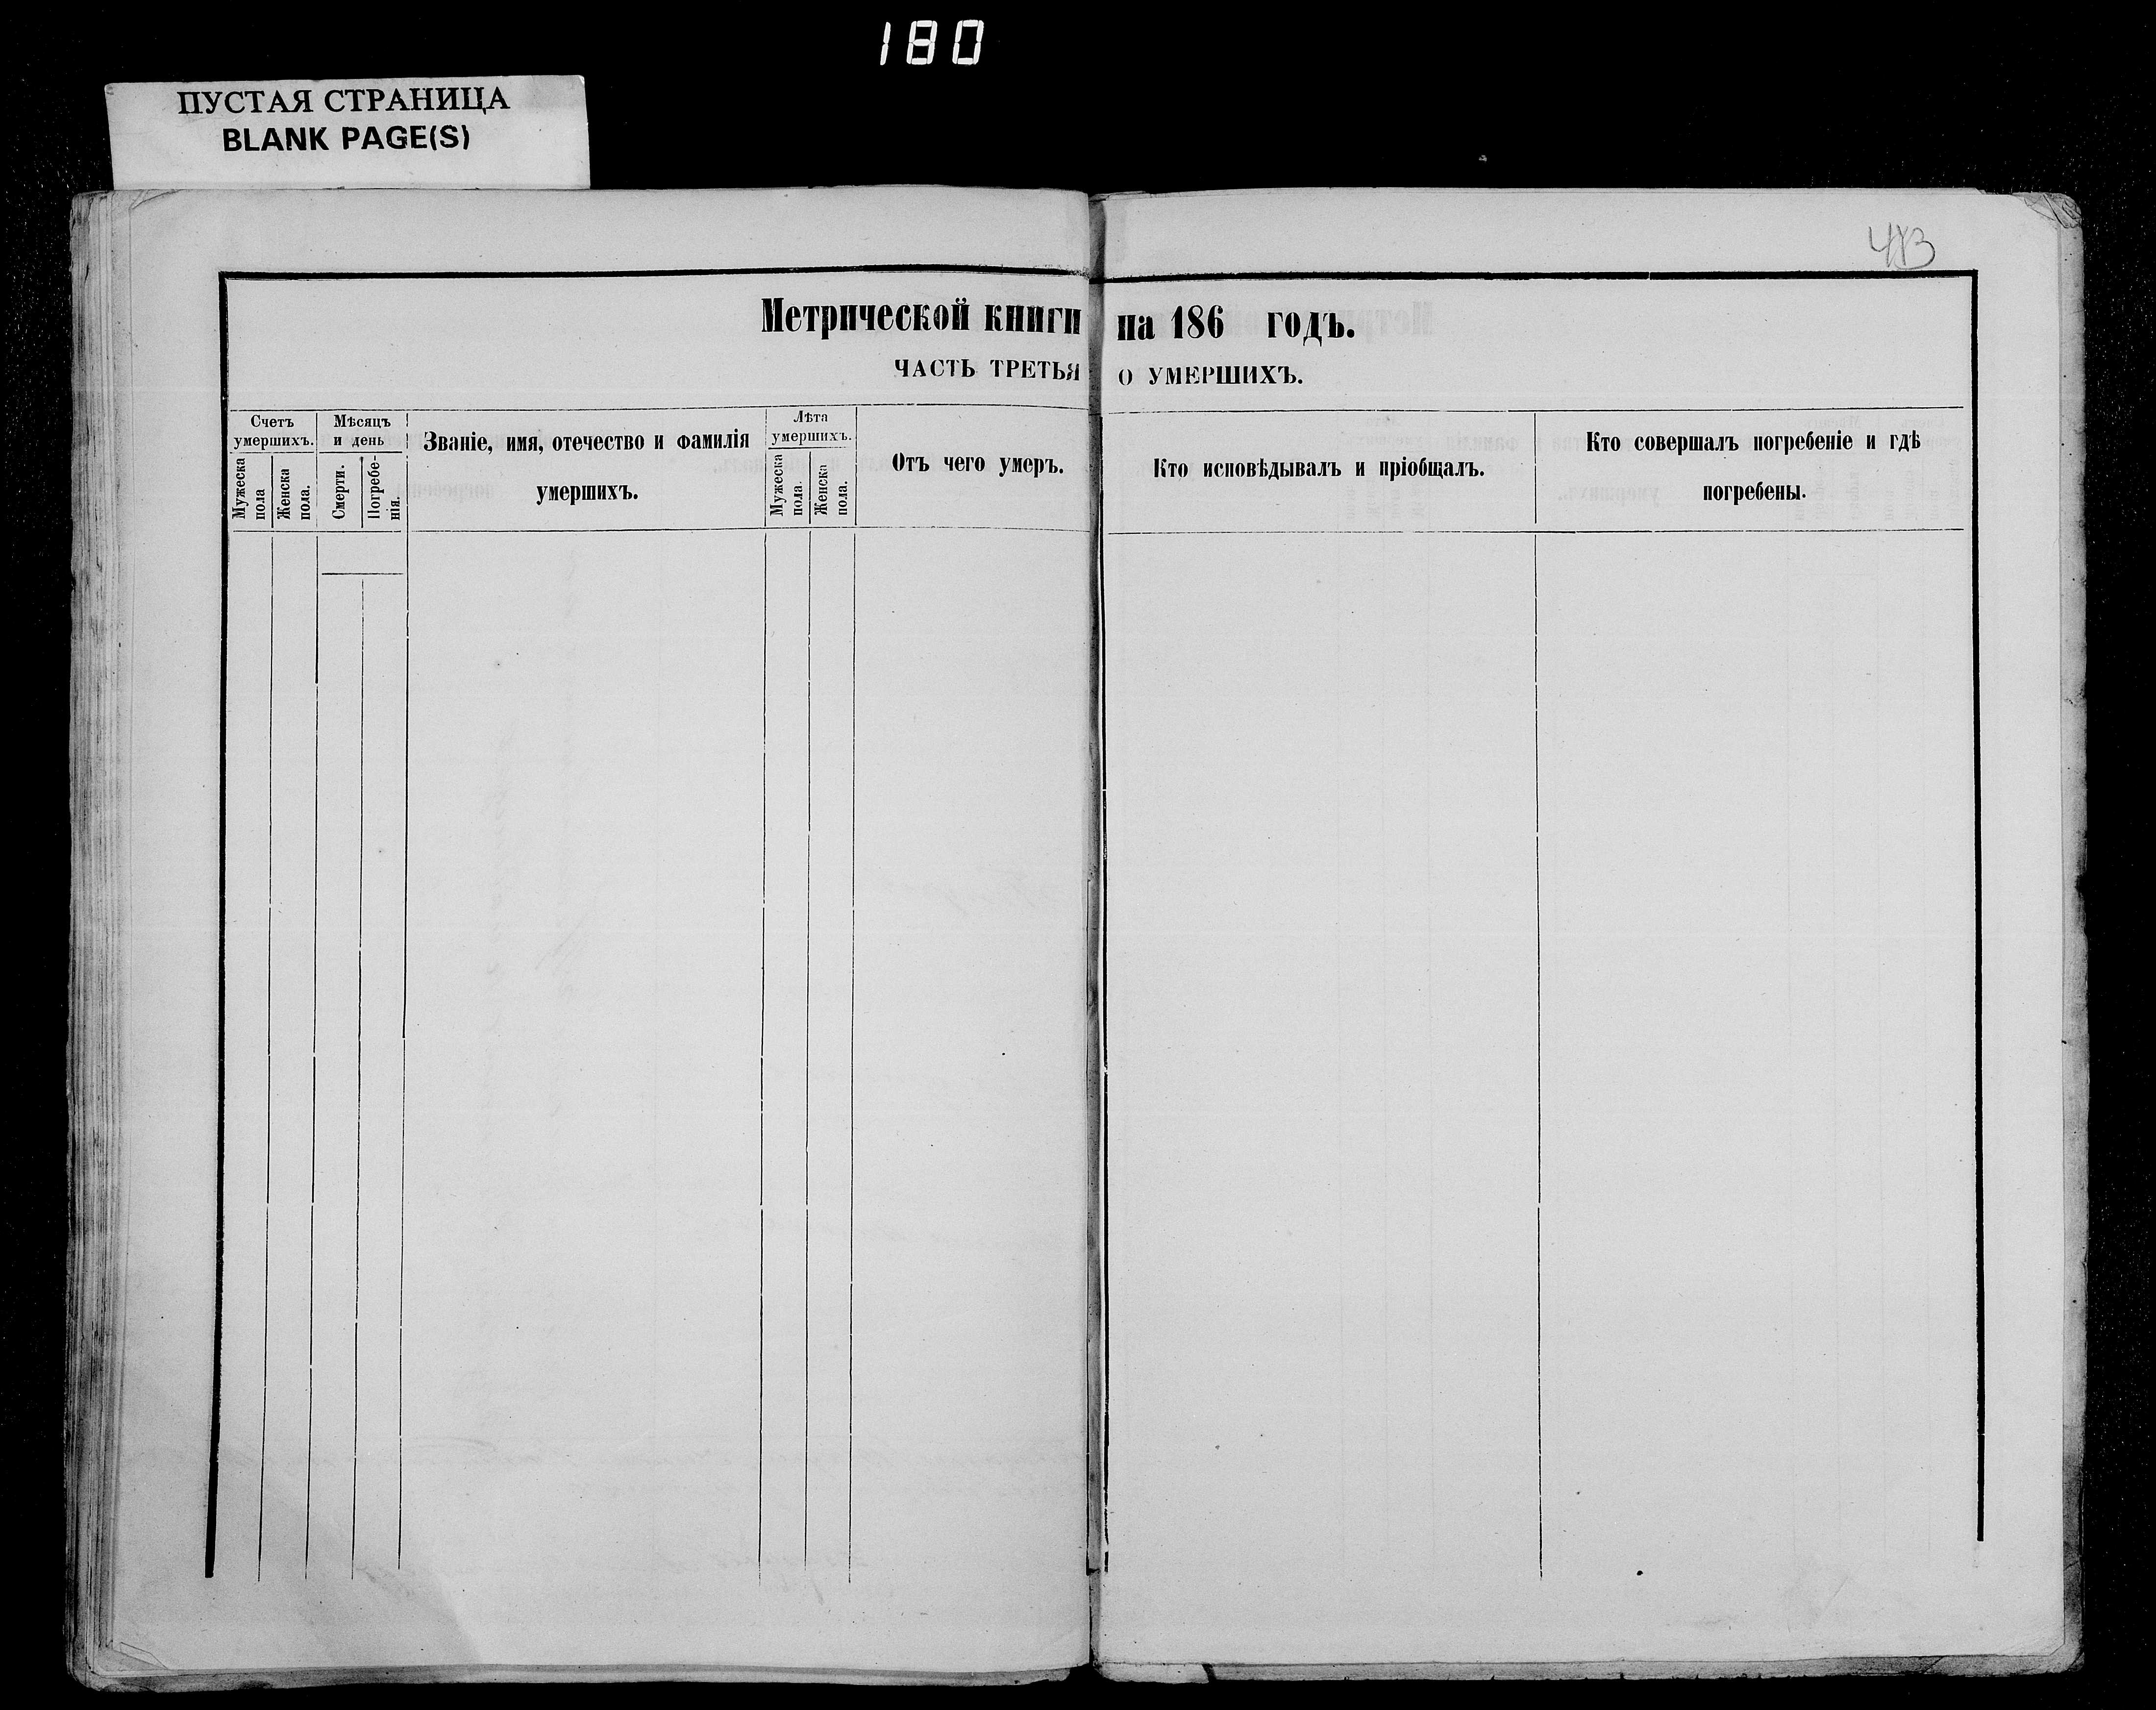 180
ПУСТАЯ СТРАНИЦА
BLANK PAGE(S)
Метрической книги на 186 годъ.
ЧАСТЬ ТРЕТЬЯ О УМЕРШИХЪ.
Счетъ умершихъ.
Мужеска пола
Женска пола.
Мѣсяцъ и день
Смерти.
Погребе-
нія.
Званіе, имя, отечество и фамилія
умершихъ.
Лѣта умершихъ.
Мужеска пола.
Женска пола.
Отъ чего умеръ.
Кто исповѣдывалъ и пріобщалъ.
Кто совершалъ погребеніе и гдѣ
погребены.